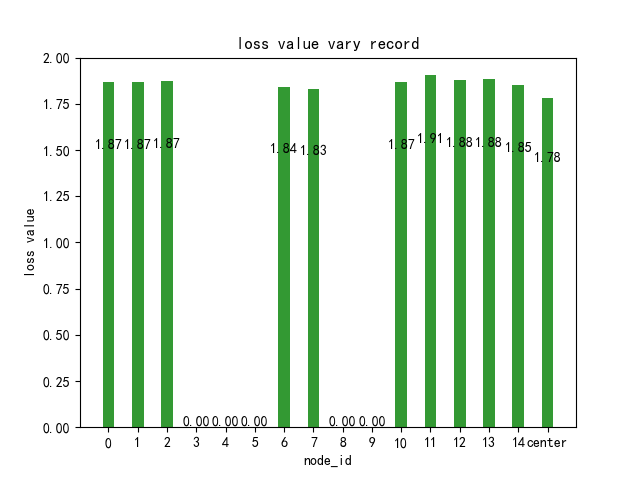 loss value vary record
loss value
2.00
1.75
1.50
1.25
1.00
0.75
0.50
0.25
0.00
1.87 1.87 1.87 0.00 0.00 0.00 1.84 1.83 0.00 0.00 1.87 1.91 1.88 1.88 1.85 1.78
0 1 2 3 4 5 6 7 8 9 10 11 12 13 14 center
node_id